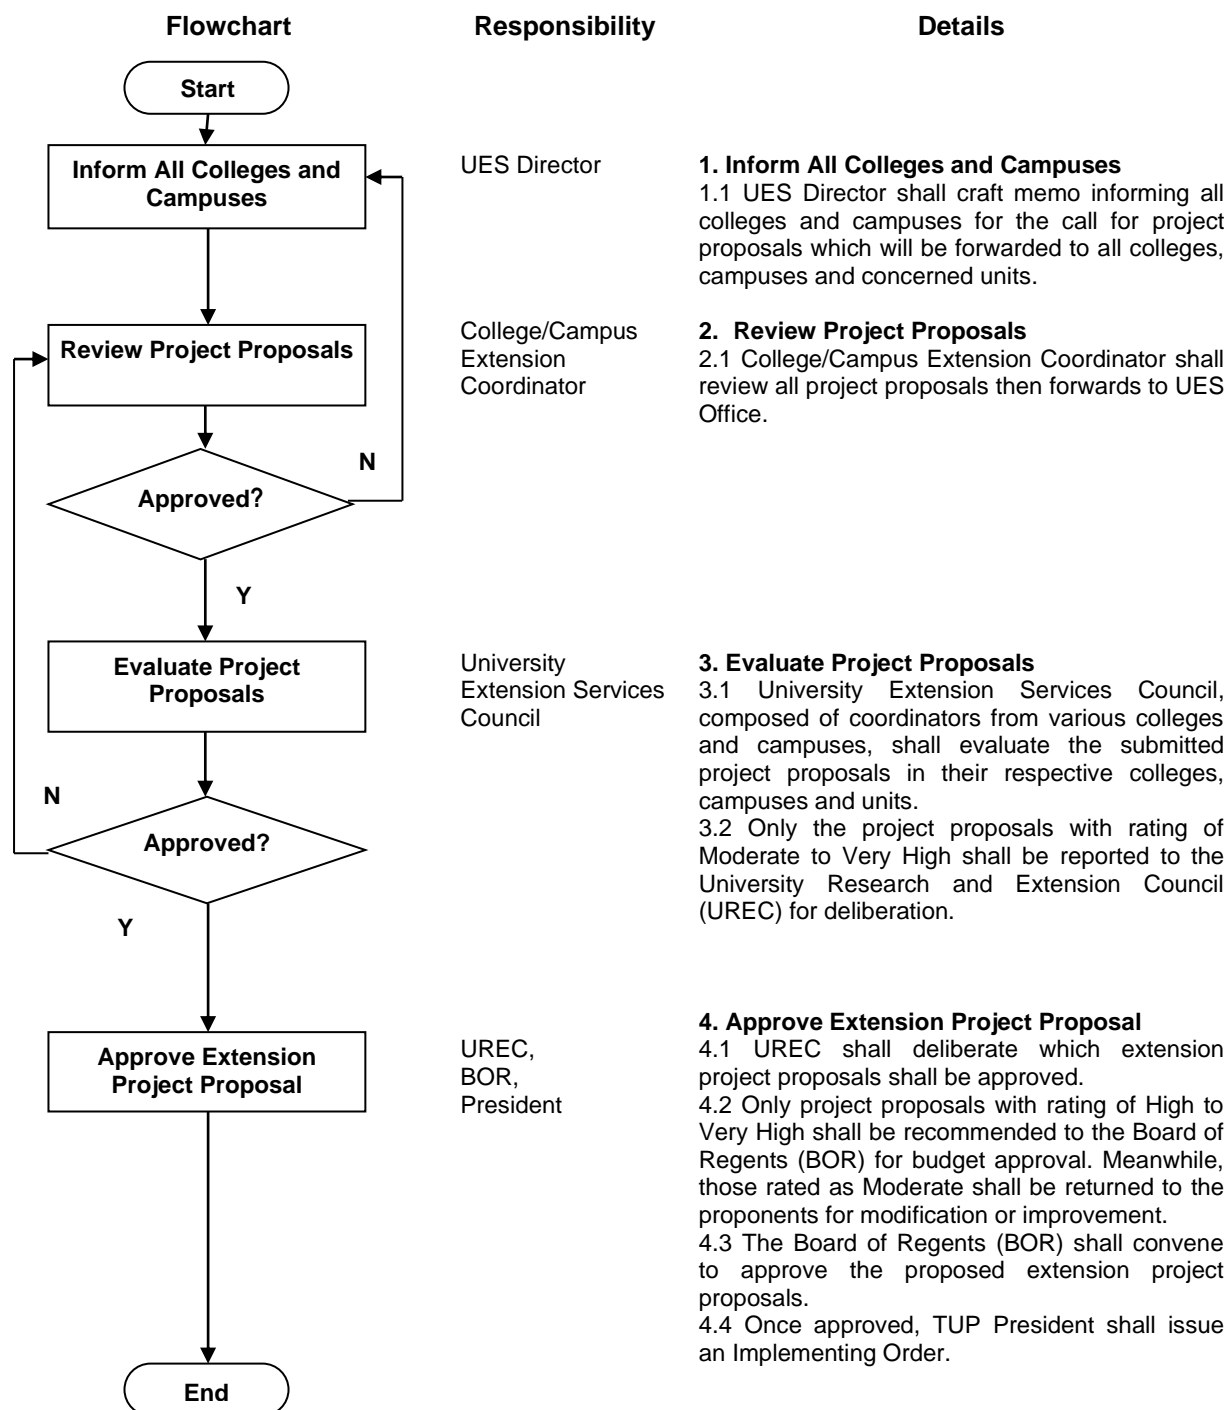 Flowchart Responsibility Details
Start
Inform All Colleges and
Campuses
UES Director
1. Inform All Colleges and Campuses
1.1 UES Director shall craft memo informing all
colleges and campuses for the call for project
proposals which will be forwarded to all colleges,
campuses and concerned units.
Review Project Proposals
College/Campus
Extension
Coordinator
2. Review Project Proposals
2.1 College/Campus Extension Coordinator shall
review all project proposals then forwards to UES
Office.
N
Approved?
Y
Evaluate Project
Proposals
University
Extension Services
Council
3. Evaluate Project Proposals
3.1 University Extension Services Council,
composed of coordinators from various colleges
and campuses, shall evaluate the submitted
project proposals in their respective colleges,
campuses and units.
3.2 Only the project proposals with rating of
Moderate to Very High shall be reported to the
University Research and Extension Council
(UREC) for deliberation.
N
Approved?
Y
Approve Extension
Project Proposal
UREC,
BOR,
President
4. Approve Extension Project Proposal
4.1 UREC shall deliberate which extension
project proposals shall be approved.
4.2 Only project proposals with rating of High to
Very High shall be recommended to the Board of
Regents (BOR) for budget approval. Meanwhile,
those rated as Moderate shall be returned to the
proponents for modification or improvement.
4.3 The Board of Regents (BOR) shall convene
to approve the proposed extension project
proposals.
4.4 Once approved, TUP President shall issue
an Implementing Order.
End